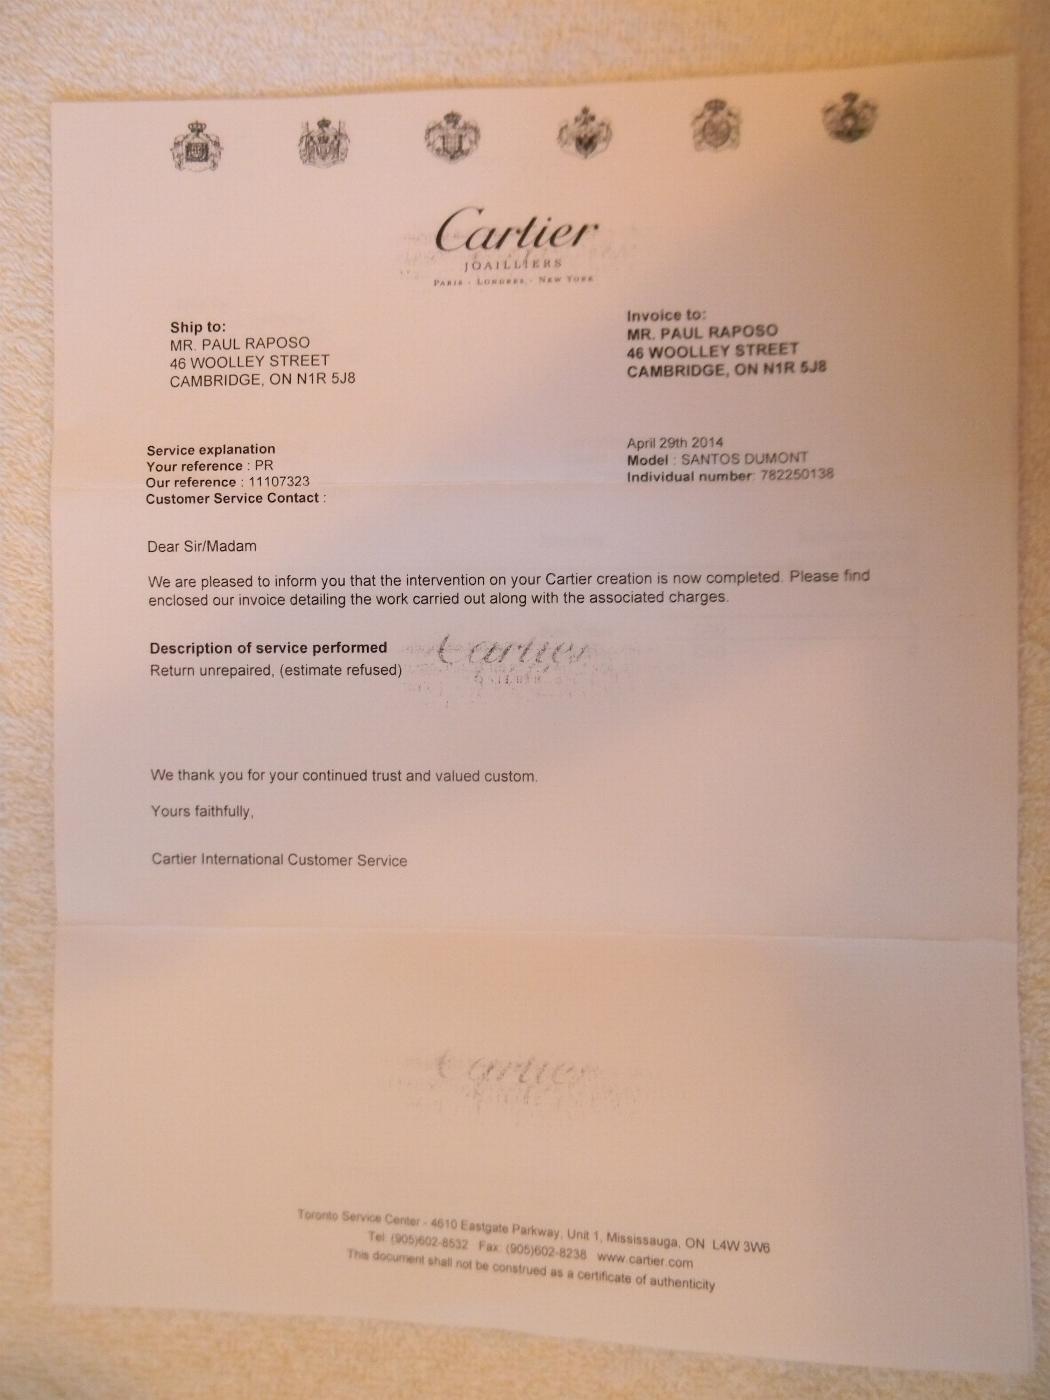 Cartier
JOAILLIERS
PARIS - LONDRES - NEW YORK
Ship to:
MR. PAUL RAPOSO
46 WOOLLEY STREET
CAMBRIDGE, ON N1R 5J8
Invoice to:
MR. PAUL RAPOSO
46 WOOLLEY STREET
CAMBRIDGE, ON N1R 5J8
Service explanation
Your reference : PR
Our reference : 11107323
Customer Service Contact :
April 29th 2014
Model : SANTOS DUMONT
Individual number: 782250138
Dear Sir/Madam
We are pleased to inform you that the intervention on your Cartier creation is now completed. Please find
enclosed our invoice detailing the work carried out along with the associated charges.
Description of service performed
Return unrepaired, (estimate refused)
Cartier
We thank you for your continued trust and valued custom.
Yours faithfully,
Cartier International Customer Service
Cartier
Toronto Service Center - 4610 Eastgate Parkway, Unit 1, Mississauga, ON L4W 3W6
Tel: (905)602-8532 Fax: (905)602-8238 www.cartier.com
This document shall not be construed as a certificate of authenticity